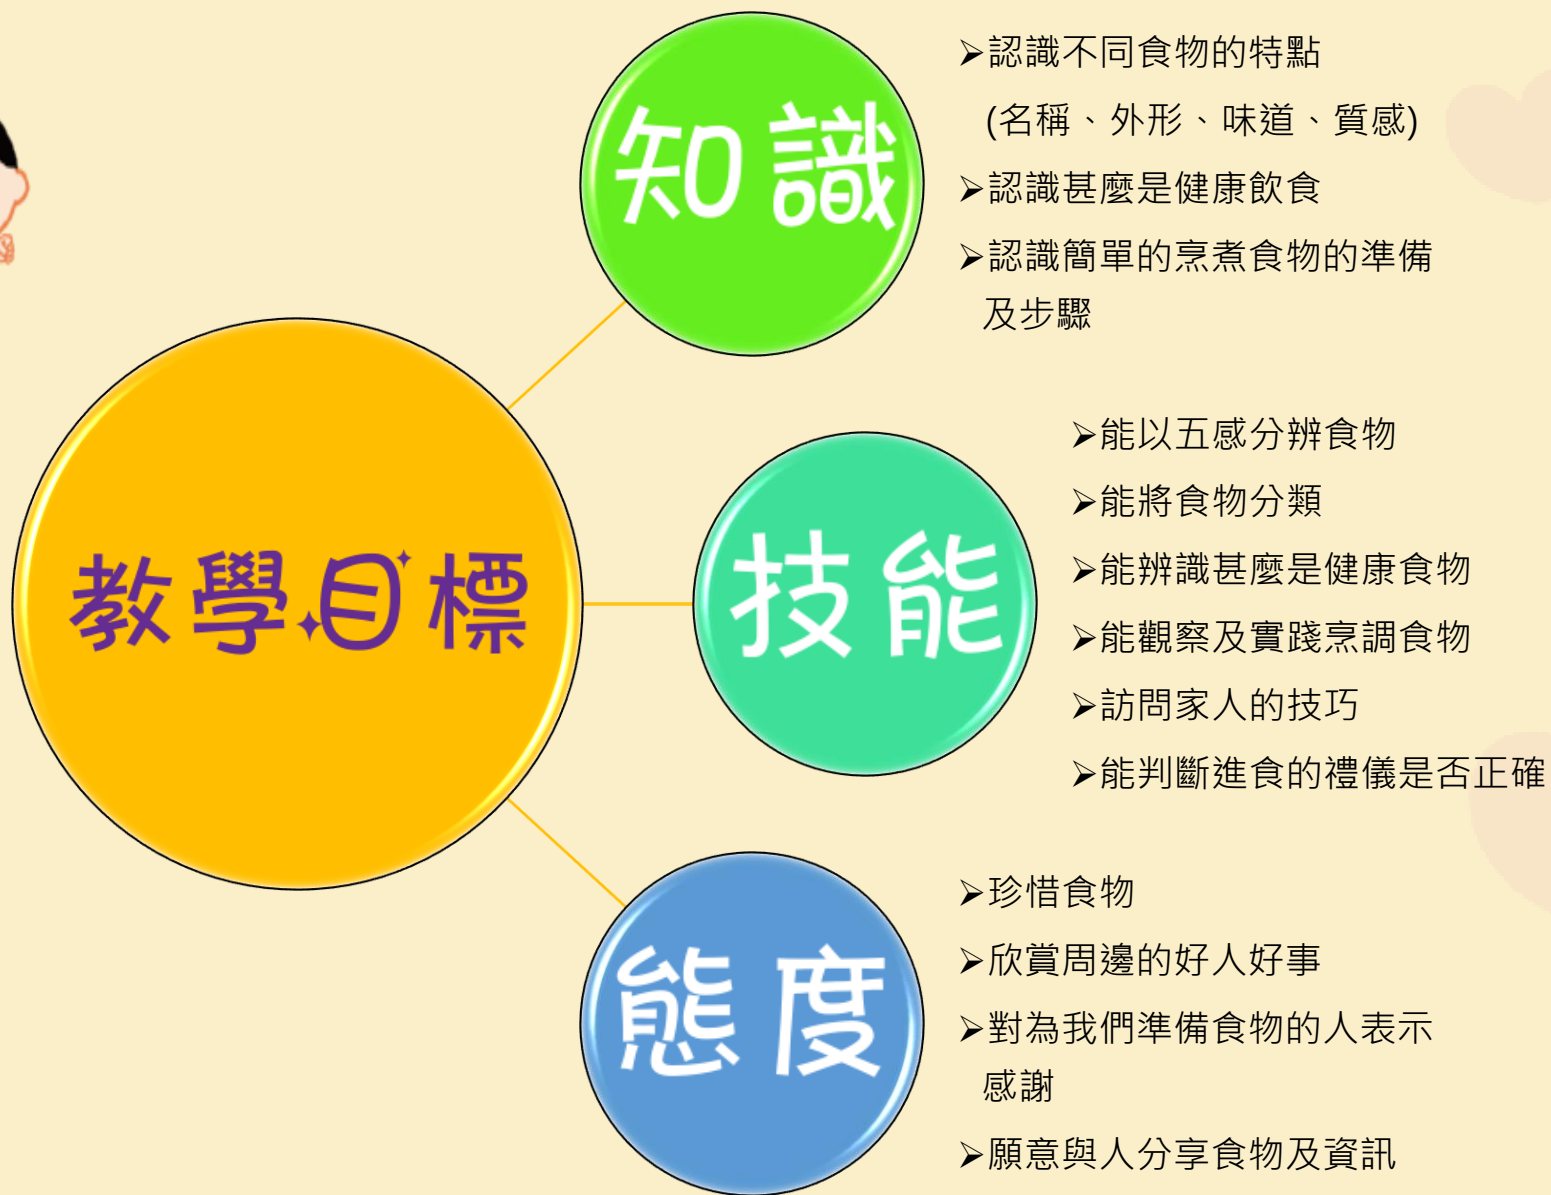 教學目標
知識
➢認識不同食物的特點
(名稱、外形、味道、質感)
➢認識甚麼是健康飲食
➢認識簡單的烹煮食物的準備
及步驟
技能
➢能以五感分辨食物
➢能將食物分類
➢能辨識甚麼是健康食物
➢能觀察及實踐烹調食物
➢訪問家人的技巧
➢能判斷進食的禮儀是否正確
態度
➢珍惜食物
➢欣賞周邊的好人好事
➢對為我們準備食物的人表示
感謝
➢願意與人分享食物及資訊